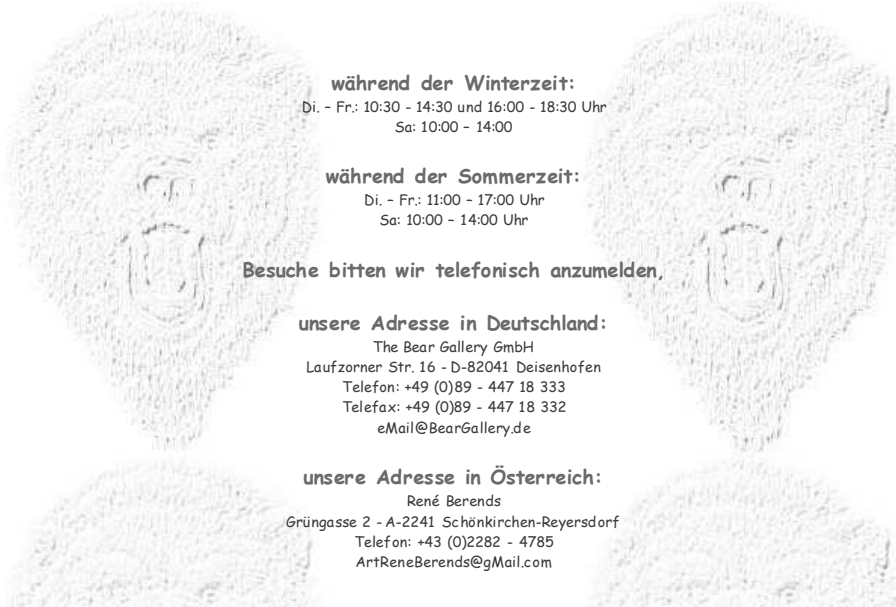 während der Winterzeit:
Di. – Fr.: 10:30 - 14:30 und 16:00 - 18:30 Uhr
Sa: 10:00 – 14:00
während der Sommerzeit:
Di. – Fr.: 11:00 – 17:00 Uhr
Sa: 10:00 – 14:00 Uhr
Besuche bitten wir telefonisch anzumelden,
unsere Adresse in Deutschland:
The Bear Gallery GmbH
Laufzorner Str. 16 - D-82041 Deisenhofen
Telefon: +49 (0)89 - 447 18 333
Telefax: +49 (0)89 - 447 18 332
eMail@BearGallery.de
unsere Adresse in Österreich:
René Berends
Grüngasse 2 - A-2241 Schönkirchen-Reyersdorf
Telefon: +43 (0)2282 - 4785
ArtReneBerends@gMail.com